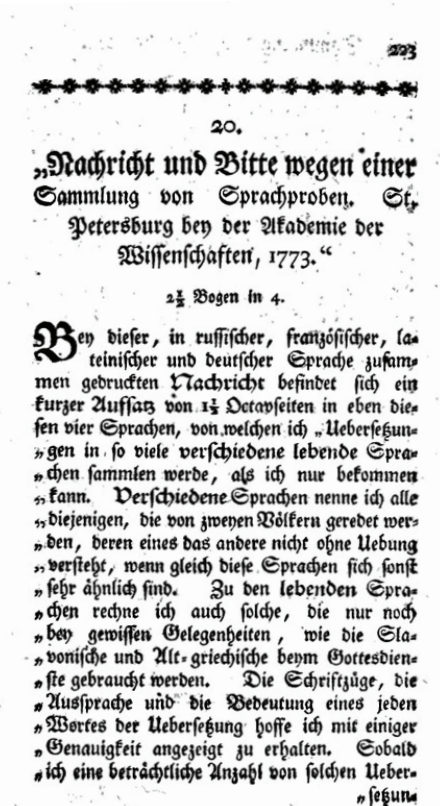 223
20.
„Nachricht und Bitte wegen einer
Sammlung von Sprachproben. St.
Petersburg bey der Akademie der
Wissenschaften, 1773.“
2½ Bogen in 4.
Bey dieser, in russischer, französischer, la-
teinischer und deutscher Sprache zusam-
men gedruckten Nachricht befindet sich ein
kurzer Aufsatz von 1½ Octavseiten in eben die-
sen vier Sprachen, von welchen ich „Uebersetzun-
„gen in so viele verschiedene lebende Spra-
„chen sammlen werde, als ich nur bekommen
„kann. Verschiedene Sprachen nenne ich alle
„diejenigen, die von zweyen Völkern geredet wer-
„den, deren eines das andere nicht ohne Uebung
„versteht, wenn gleich diese Sprachen sich sonst
„sehr ähnlich sind. Zu den lebenden Spra-
„chen rechne ich auch solche, die nur noch
„bey gewissen Gelegenheiten, wie die Sla-
„vonische und Alt-griechische beym Gottesdien-
„ste gebraucht werden. Die Schriftzüge, die
„Aussprache und die Bedeutung eines jeden
„Wortes der Uebersetzung hoffe ich mit einiger
„Genauigkeit angezeigt zu erhalten. Sobald
„ich eine beträchtliche Anzahl von solchen Ueber-
„setzun-